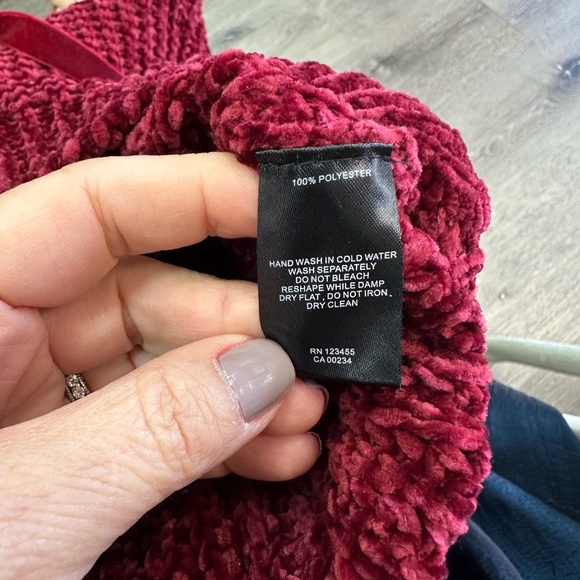 100% POLYESTER
HAND WASH IN COLD WATER
WASH SEPARATELY
DO NOT BLEACH
RESHAPE WHILE DAMP
DRY FLAT, DO NOT IRON.
DRY CLEAN
RN 123455
CA 00234